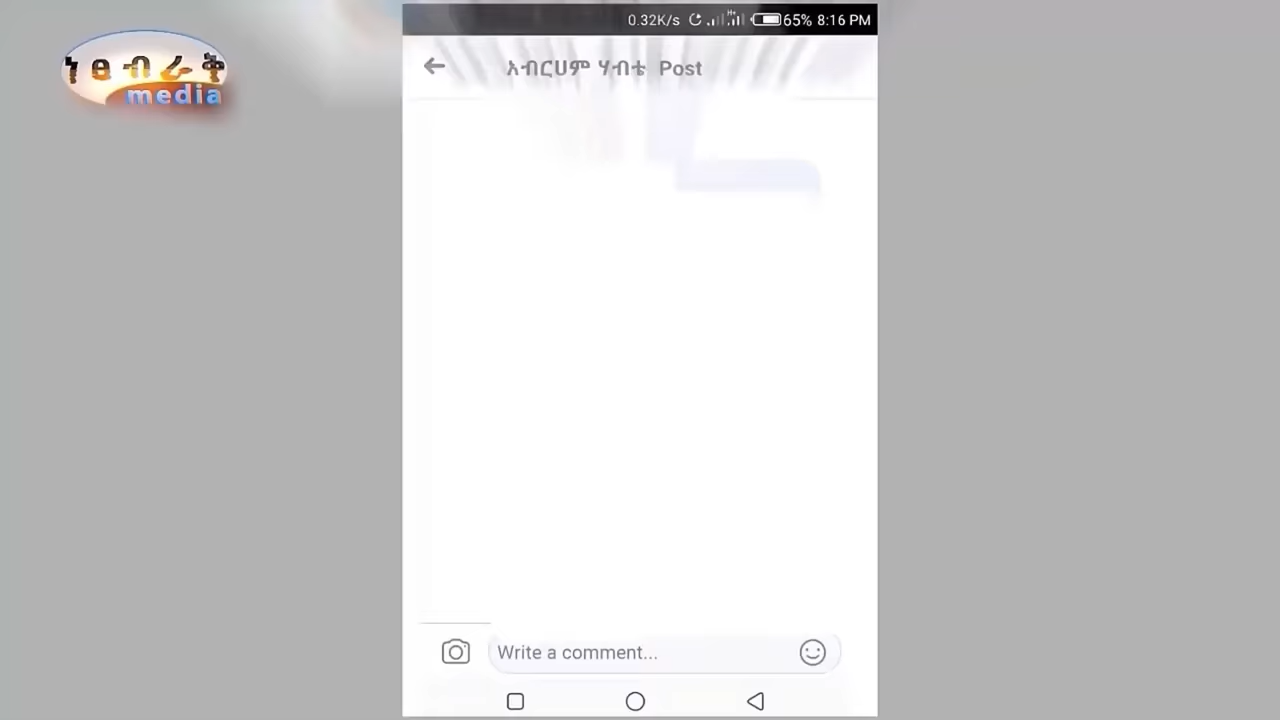 ነፀብራቅ
media
0.32K/s H+ 65% 8:16 PM
አብርሀም ሃብቴ Post
Write a comment...